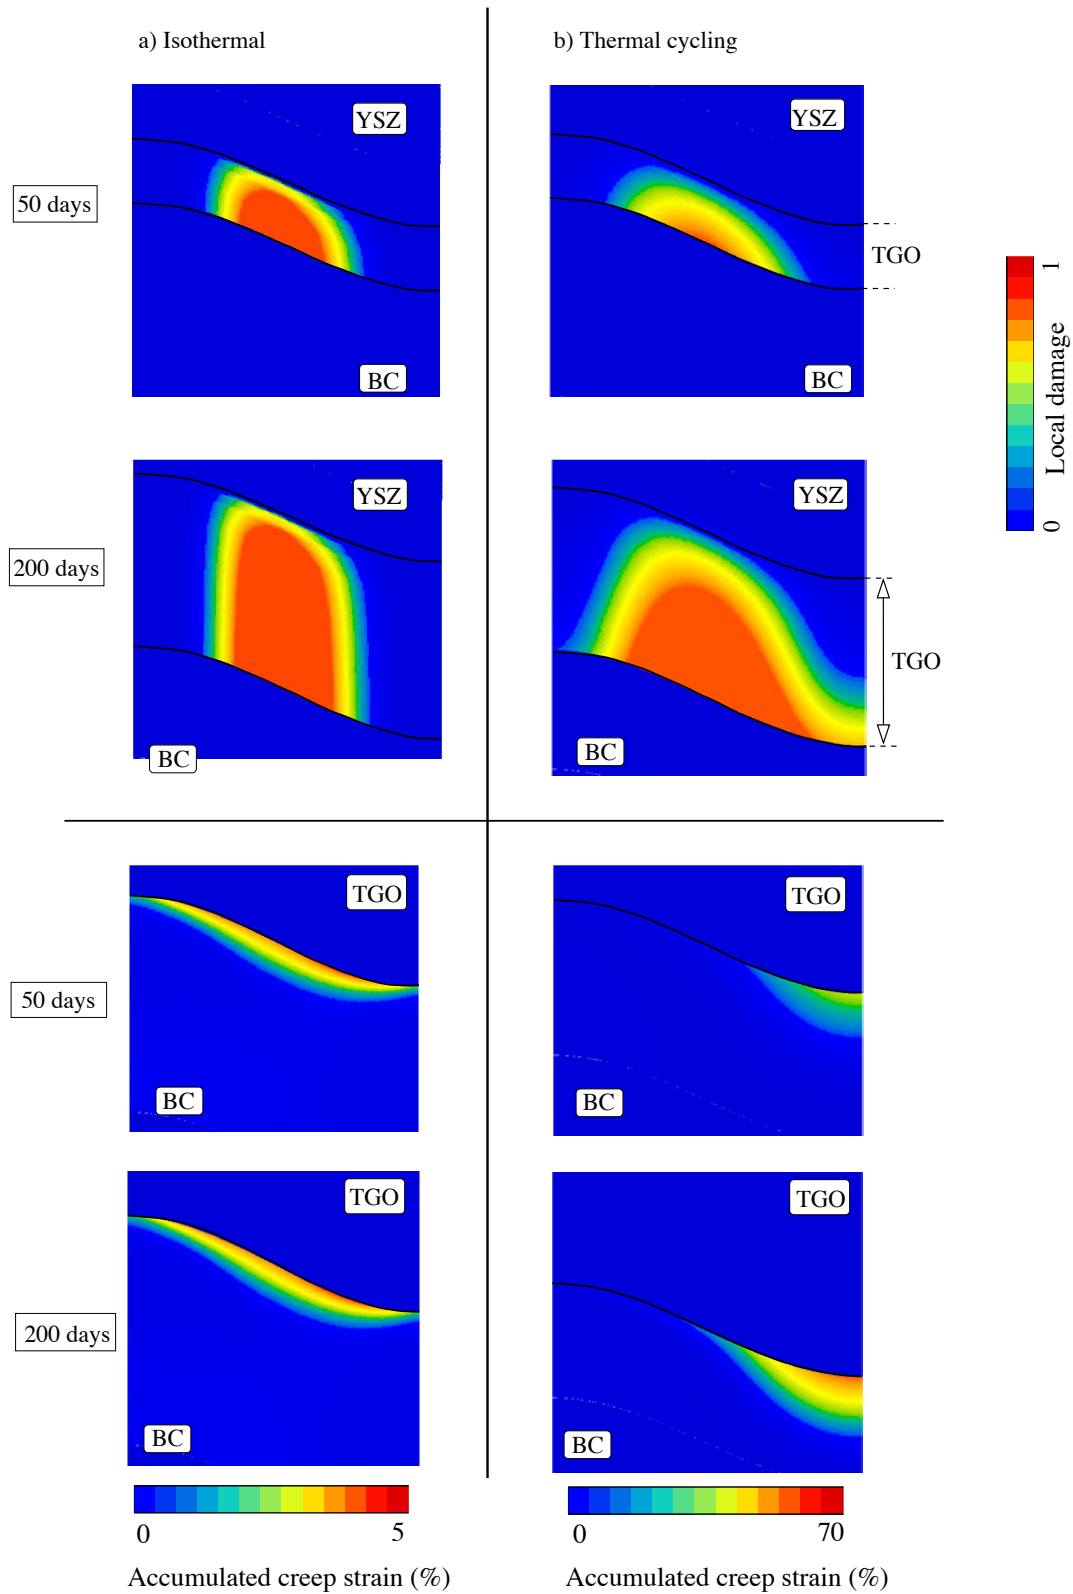 a) Isothermal
b) Thermal cycling
YSZ
YSZ
50 days
TGO
BC
BC
0 Local damage 1
YSZ
YSZ
200 days
TGO
BC
BC
TGO
TGO
50 days
BC
BC
TGO
TGO
200 days
BC
BC
0 5
0 70
Accumulated creep strain (%)
Accumulated creep strain (%)